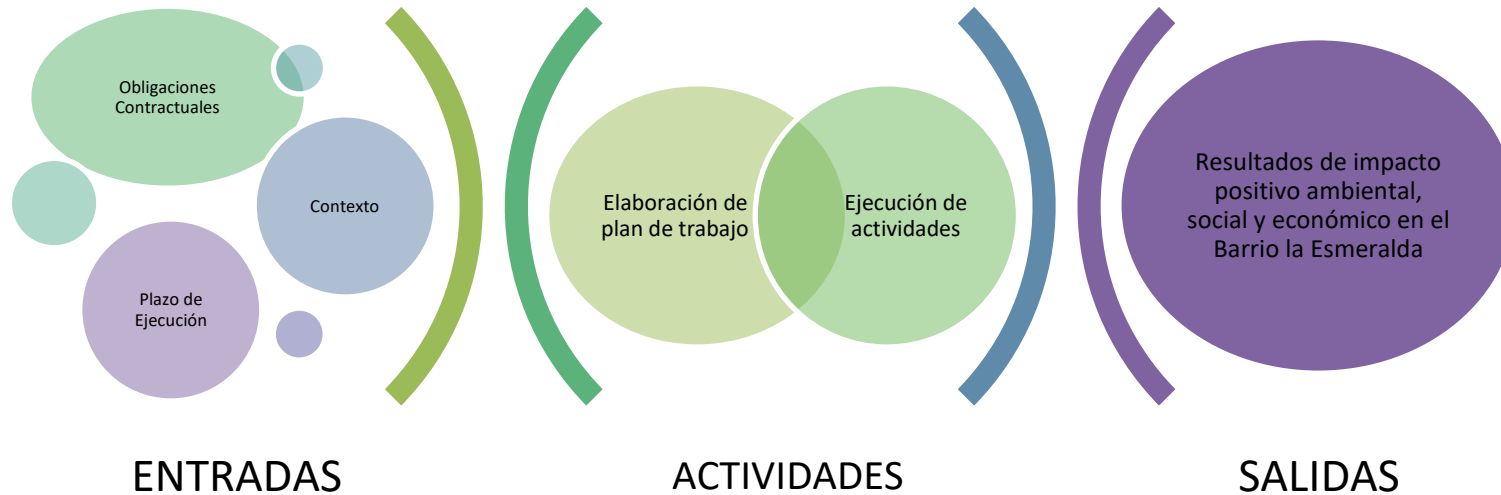 Obligaciones
Contractuales
Contexto
Plazo de
Ejecución
ENTRADAS
Elaboración de
plan de trabajo
Ejecución de
actividades
ACTIVIDADES
Resultados de impacto
positivo ambiental,
social y económico en el
Barrio la Esmeralda
SALIDAS